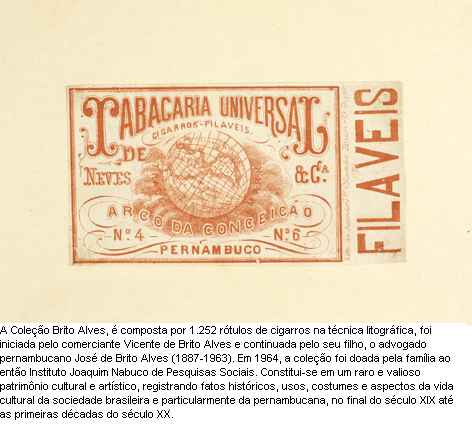 TABACARIA UNIVERSAL
CIGARROS-FILAVEIS.
DE
NEVES & Cª
ARCO DA CONCEICÃO
Nº 4 Nº 6
PERNAMBUCO
FILAVEIS
A Coleção Brito Alves, é composta por 1.252 rótulos de cigarros na técnica litográfica, foi
iniciada pelo comerciante Vicente de Brito Alves e continuada pelo seu filho, o advogado
pernambucano José de Brito Alves (1887-1963). Em 1964, a coleção foi doada pela família ao
então Instituto Joaquim Nabuco de Pesquisas Sociais. Constitui-se em um raro e valioso
patrimônio cultural e artístico, registrando fatos históricos, usos, costumes e aspectos da vida
cultural da sociedade brasileira e particularmente da pernambucana, no final do século XIX até
as primeiras décadas do século XX.